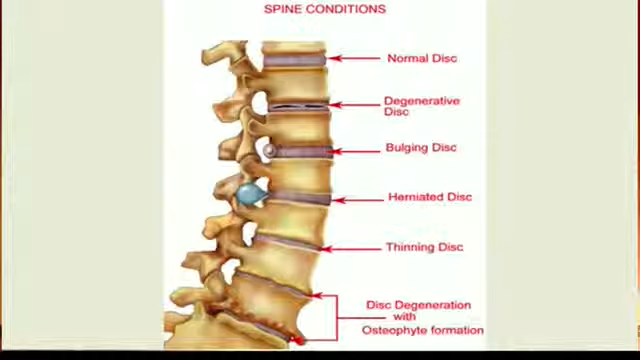 SPINE CONDITIONS
Normal Disc
Degenerative
Disc
Bulging Disc
Herniated Disc
Thinning Disc
Disc Degeneration
with
Osteophyte formation